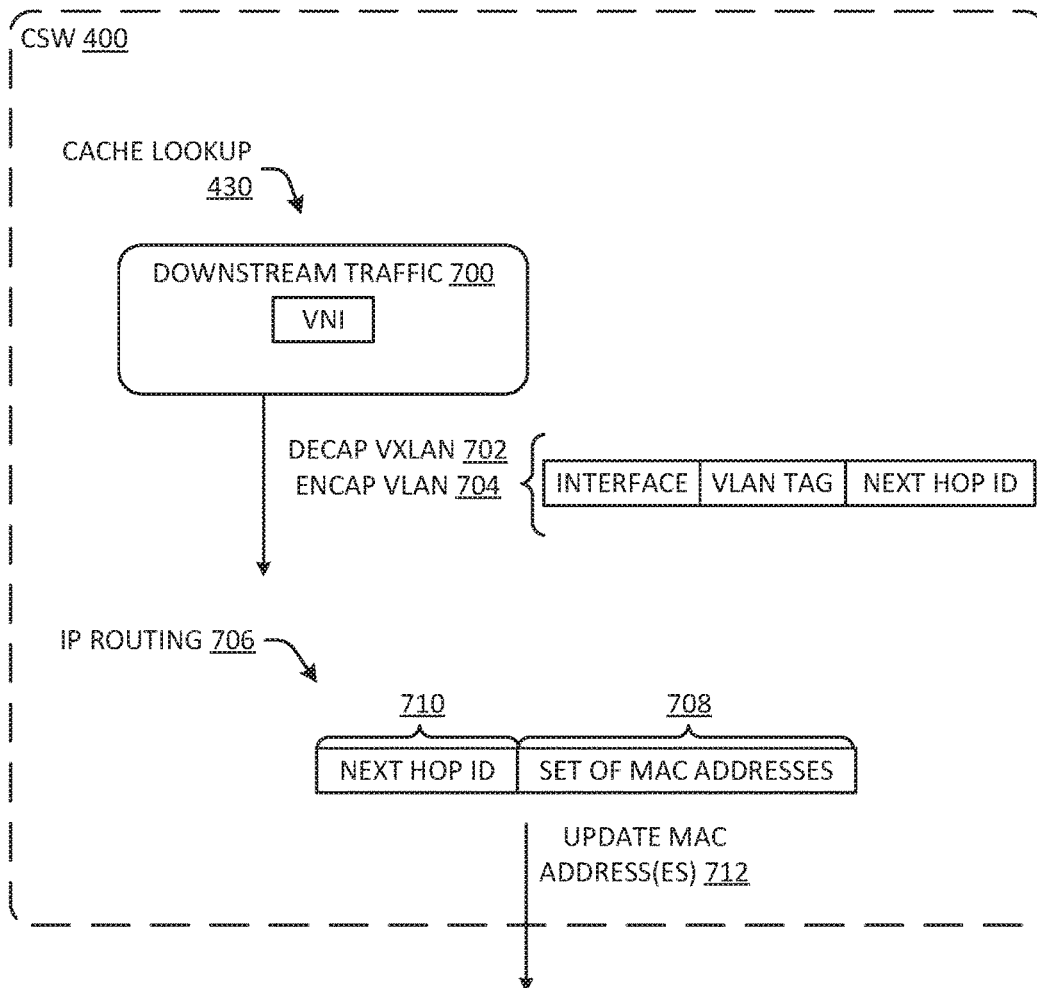 CSW 400
CACHE LOOKUP
430
DOWNSTREAM TRAFFIC 700
VNI
DECAP VXLAN 702
ENCAP VLAN 704
INTERFACE VLAN TAG NEXT HOP ID
IP ROUTING 706
710 708
NEXT HOP ID SET OF MAC ADDRESSES
UPDATE MAC
ADDRESS(ES) 712